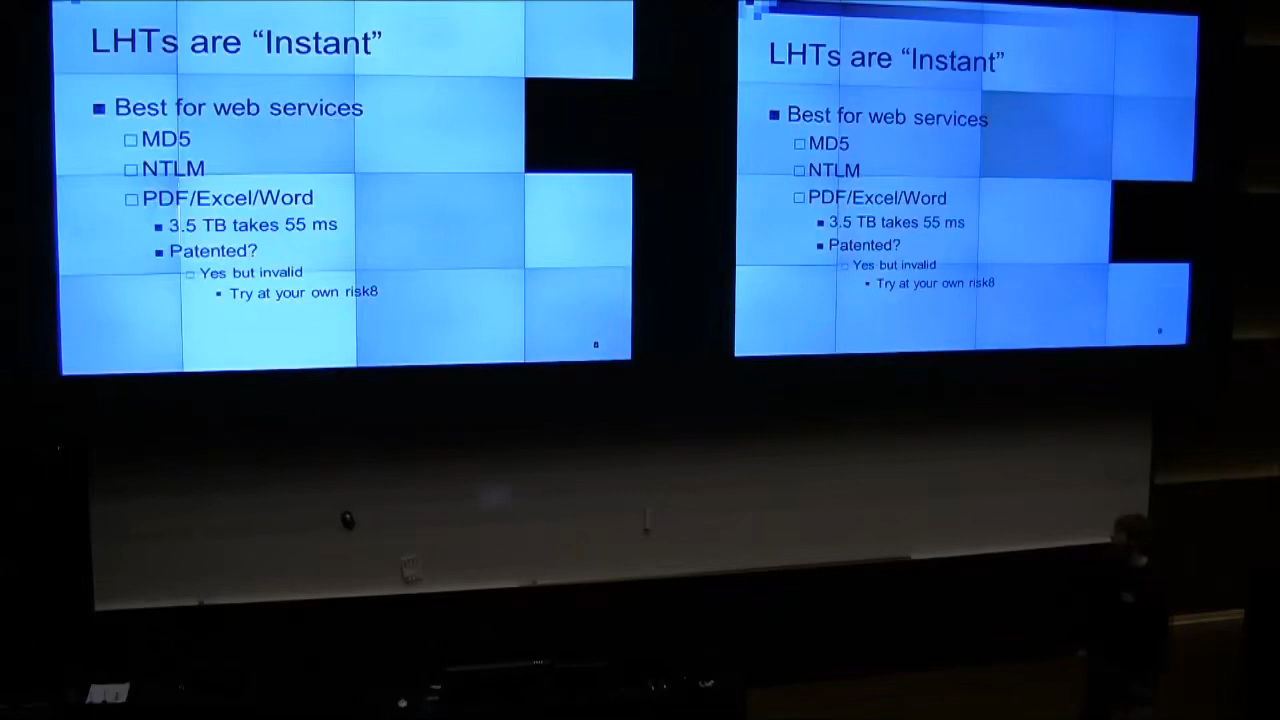 LHTs are “Instant”
Best for web services
MD5
NTLM
PDF/Excel/Word
3.5 TB takes 55 ms
Patented?
Yes but invalid
Try at your own risk8
8
LHTs are “Instant”
Best for web services
MD5
NTLM
PDF/Excel/Word
3.5 TB takes 55 ms
Patented?
Yes but invalid
Try at your own risk8
8